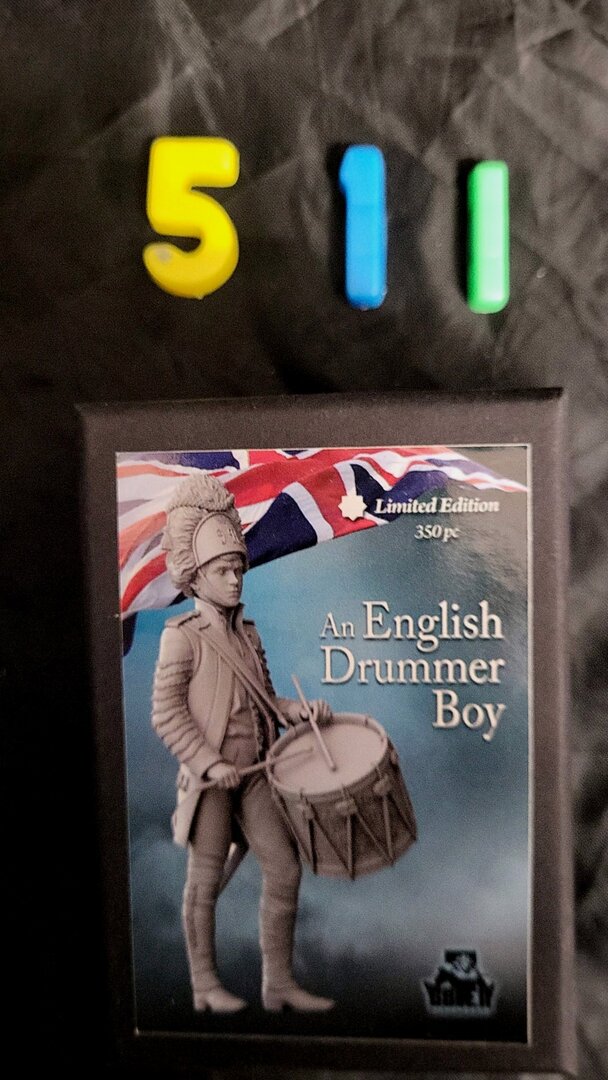 5 1 1
Limited Edition
350 pc
An English
Drummer
Boy